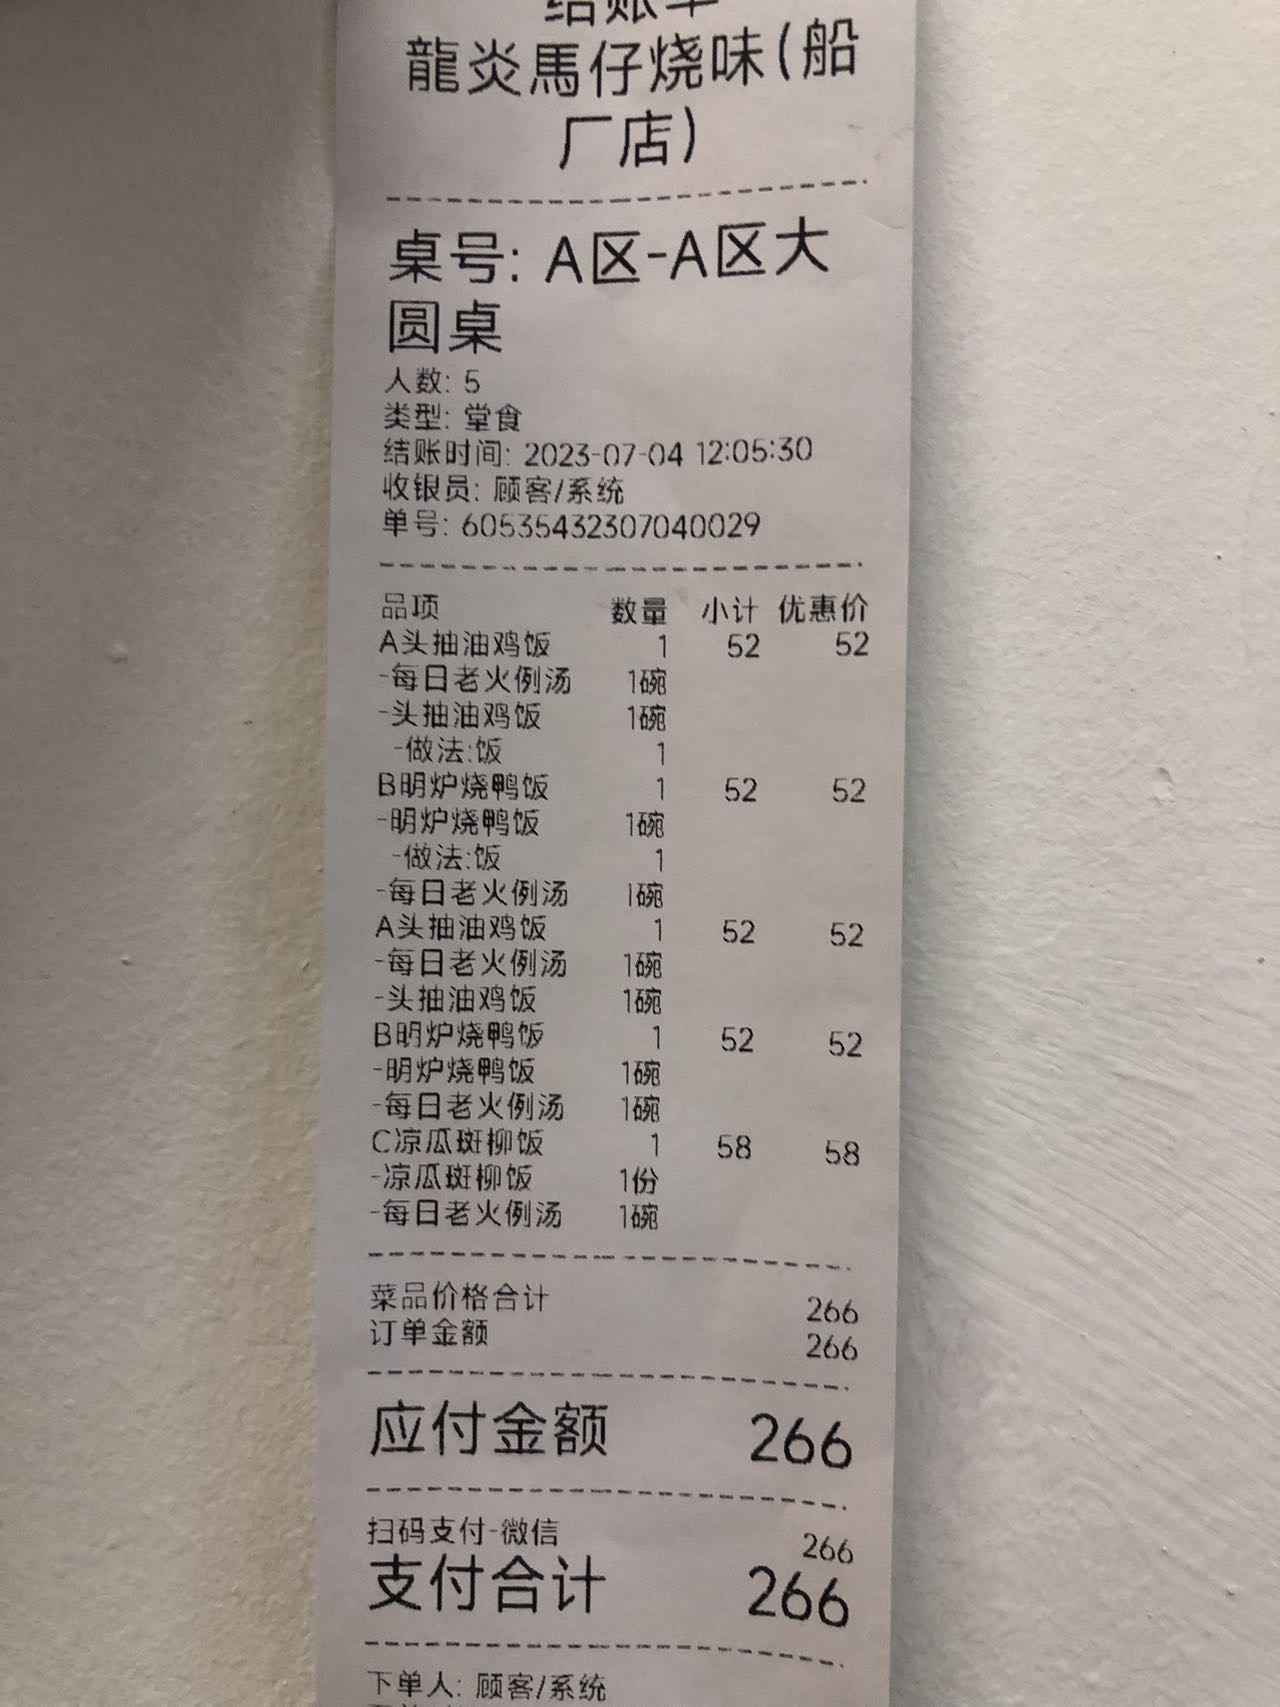 结账单
龍炎馬仔烧味(船
厂店)
桌号: A区-A区大
圆桌
人数: 5
类型: 堂食
结账时间: 2023-07-04 12:05:30
收银员: 顾客/系统
单号: 60535432307040029
品项 数量 小计 优惠价
A头抽油鸡饭 1 52 52
-每日老火例汤 1碗
-头抽油鸡饭 1碗
-做法:饭 1
B明炉烧鸭饭 1 52 52
-明炉烧鸭饭 1碗
-做法:饭 1
-每日老火例汤 1碗
A头抽油鸡饭 1 52 52
-每日老火例汤 1碗
-头抽油鸡饭 1碗
B明炉烧鸭饭 1 52 52
-明炉烧鸭饭 1碗
-每日老火例汤 1碗
C凉瓜斑柳饭 1 58 58
-凉瓜斑柳饭 1份
-每日老火例汤 1碗
菜品价格合计 266
订单金额 266
应付金额 266
扫码支付-微信 266
支付合计 266
下单人: 顾客/系统